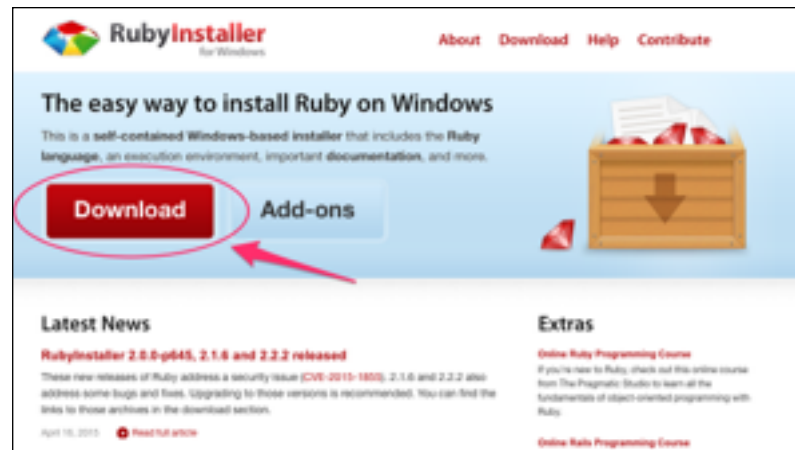 RubyInstaller
for Windows
About Download Help Contribute
The easy way to install Ruby on Windows
This is a self-contained Windows-based installer that includes the Ruby
language, an execution environment, important documentation, and more.
Download
Add-ons
Latest News
RubyInstaller 2.0.0-p645, 2.1.6 and 2.2.2 released
These new releases of Ruby address a security issue (CVE-2015-1855). 2.1.6 and 2.2.2 also
address some bugs and fixes. Upgrading to those versions is recommended. You can find the
links to those archives in the download section.
April 16, 2015 Read full article
Extras
Online Ruby Programming Course
If you're new to Ruby, check out this online course
from The Pragmatic Studio to learn all the
fundamentals of object-oriented programming with
Ruby.
Online Rails Programming Course